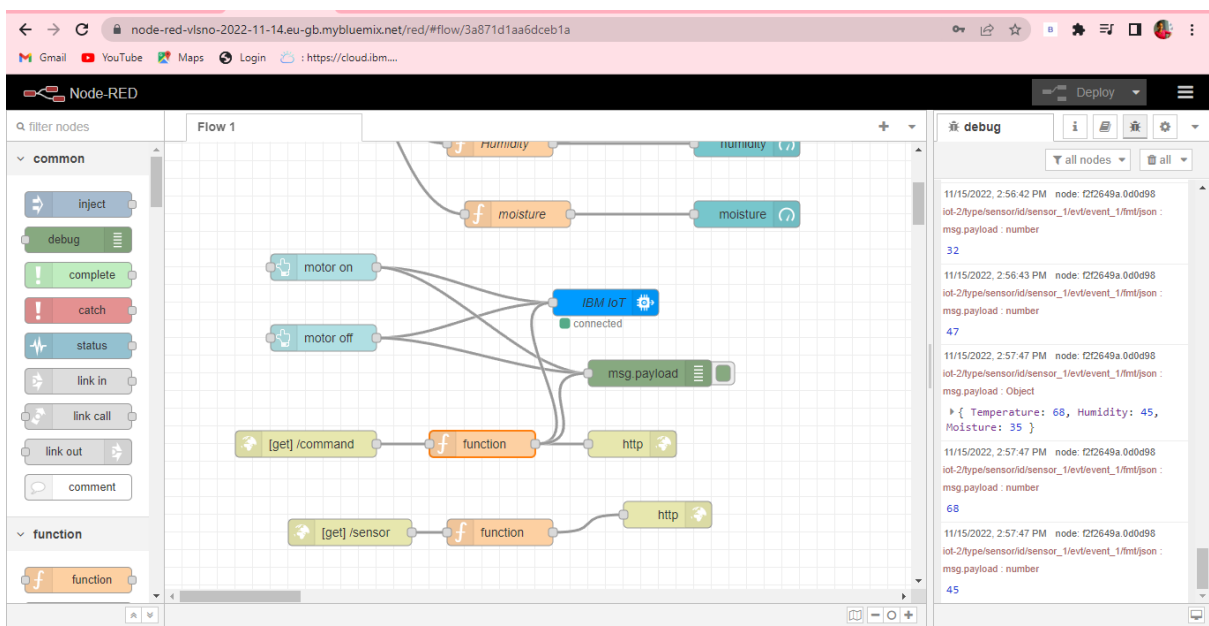 node-red-vlsno-2022-11-14.eu-gb.mybluemix.net/red/#flow/3a871d1aa6dceb1a
Gmail YouTube Maps Login : https://cloud.ibm....
Node-RED Deploy
filter nodes
Flow 1
debug
i
all nodes all
common
inject
debug
complete
catch
status
link in
link call
link out
comment
function
function
Humidity humidity
moisture moisture
motor on
IBM IoT
connected
motor off
msg.payload
[get] /command function http
[get] /sensor function http
11/15/2022, 2:56:42 PM node: f2f2649a.0d0d98
iot-2/type/sensor/id/sensor_1/evt/event_1/fmt/json :
msg.payload : number
32
11/15/2022, 2:56:43 PM node: f2f2649a.0d0d98
iot-2/type/sensor/id/sensor_1/evt/event_1/fmt/json :
msg.payload : number
47
11/15/2022, 2:57:47 PM node: f2f2649a.0d0d98
iot-2/type/sensor/id/sensor_1/evt/event_1/fmt/json :
msg.payload : Object
{ Temperature: 68, Humidity: 45,
Moisture: 35 }
11/15/2022, 2:57:47 PM node: f2f2649a.0d0d98
iot-2/type/sensor/id/sensor_1/evt/event_1/fmt/json :
msg.payload : number
68
11/15/2022, 2:57:47 PM node: f2f2649a.0d0d98
iot-2/type/sensor/id/sensor_1/evt/event_1/fmt/json :
msg.payload : number
45